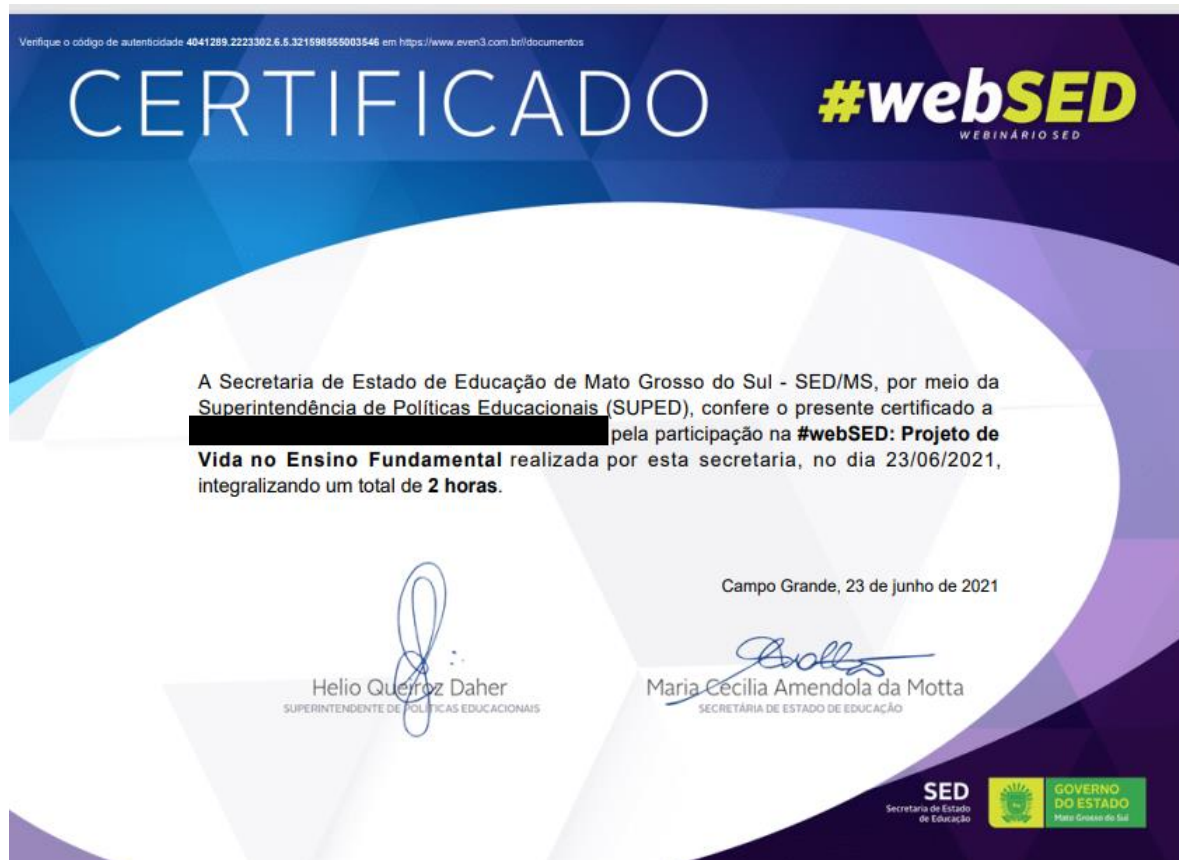 Verifique o código de autenticidade 4041289.2223302.6.5.321598555003546 em https://www.even3.com.br//documentos
CERTIFICADO
#webSED
WEBINÁRIO SED
A Secretaria de Estado de Educação de Mato Grosso do Sul - SED/MS, por meio da
Superintendência de Políticas Educacionais (SUPED), confere o presente certificado a
pela participação na #webSED: Projeto de
Vida no Ensino Fundamental realizada por esta secretaria, no dia 23/06/2021,
integralizando um total de 2 horas.
Campo Grande, 23 de junho de 2021
Helio Queiroz Daher
SUPERINTENDENTE DE POLÍTICAS EDUCACIONAIS
Maria Cecilia Amendola da Motta
SECRETÁRIA DE ESTADO DE EDUCAÇÃO
SED
Secretaria de Estado
de Educação
GOVERNO
DO ESTADO
Mato Grosso do Sul